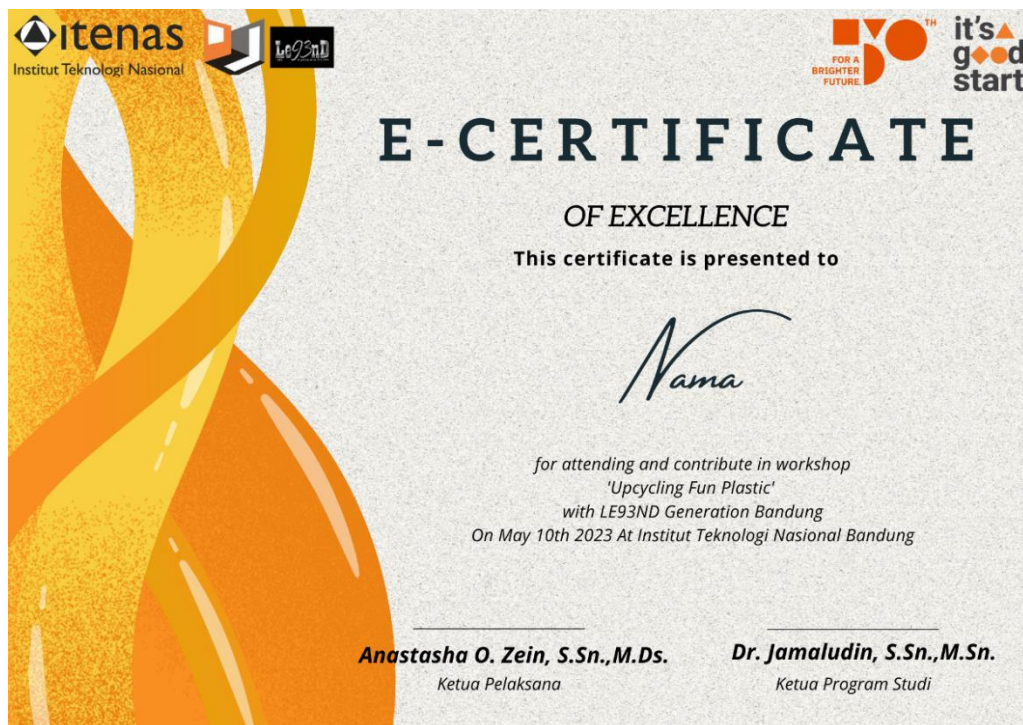 itenas
Institut Teknologi Nasional
Le93nD
TH
FOR A
BRIGHTER
FUTURE
it's
good
start
E-CERTIFICATE
OF EXCELLENCE
This certificate is presented to
Nama
for attending and contribute in workshop
'Upcycling Fun Plastic'
with LE93ND Generation Bandung
On May 10th 2023 At Institut Teknologi Nasional Bandung
Anastasha O. Zein, S.Sn.,M.Ds.
Ketua Pelaksana
Dr. Jamaludin, S.Sn.,M.Sn.
Ketua Program Studi